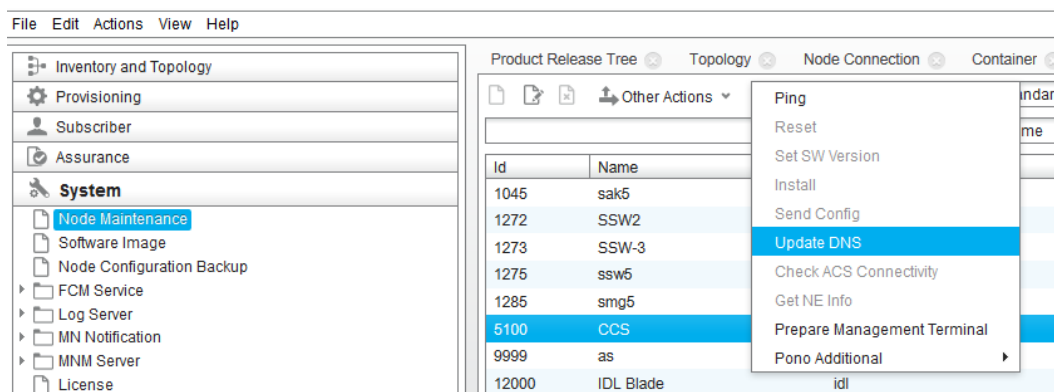 File Edit Actions View Help
Inventory and Topology
Provisioning
Subscriber
Assurance
System
Node Maintenance
Software Image
Node Configuration Backup
FCM Service
Log Server
MN Notification
MNM Server
License
Product Release Tree Topology Node Connection Container
Other Actions
Id Name
1045 sak5
1272 SSW2
1273 SSW-3
1275 ssw5
1285 smg5
5100 CCS
9999 as
12000 IDL Blade idl
Ping
Reset
Set SW Version
Install
Send Config
Update DNS
Check ACS Connectivity
Get NE Info
Prepare Management Terminal
Pono Additional
ndar
me